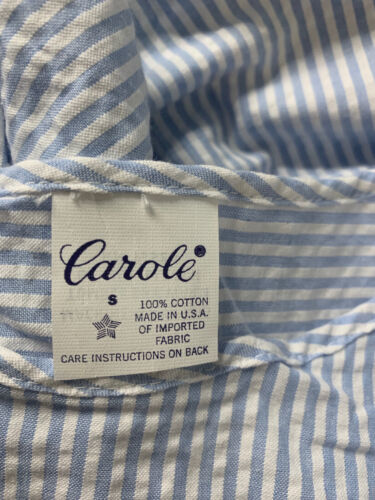 Carole®
S
100% COTTON
MADE IN U.S.A.
OF IMPORTED
FABRIC
CARE INSTRUCTIONS ON BACK